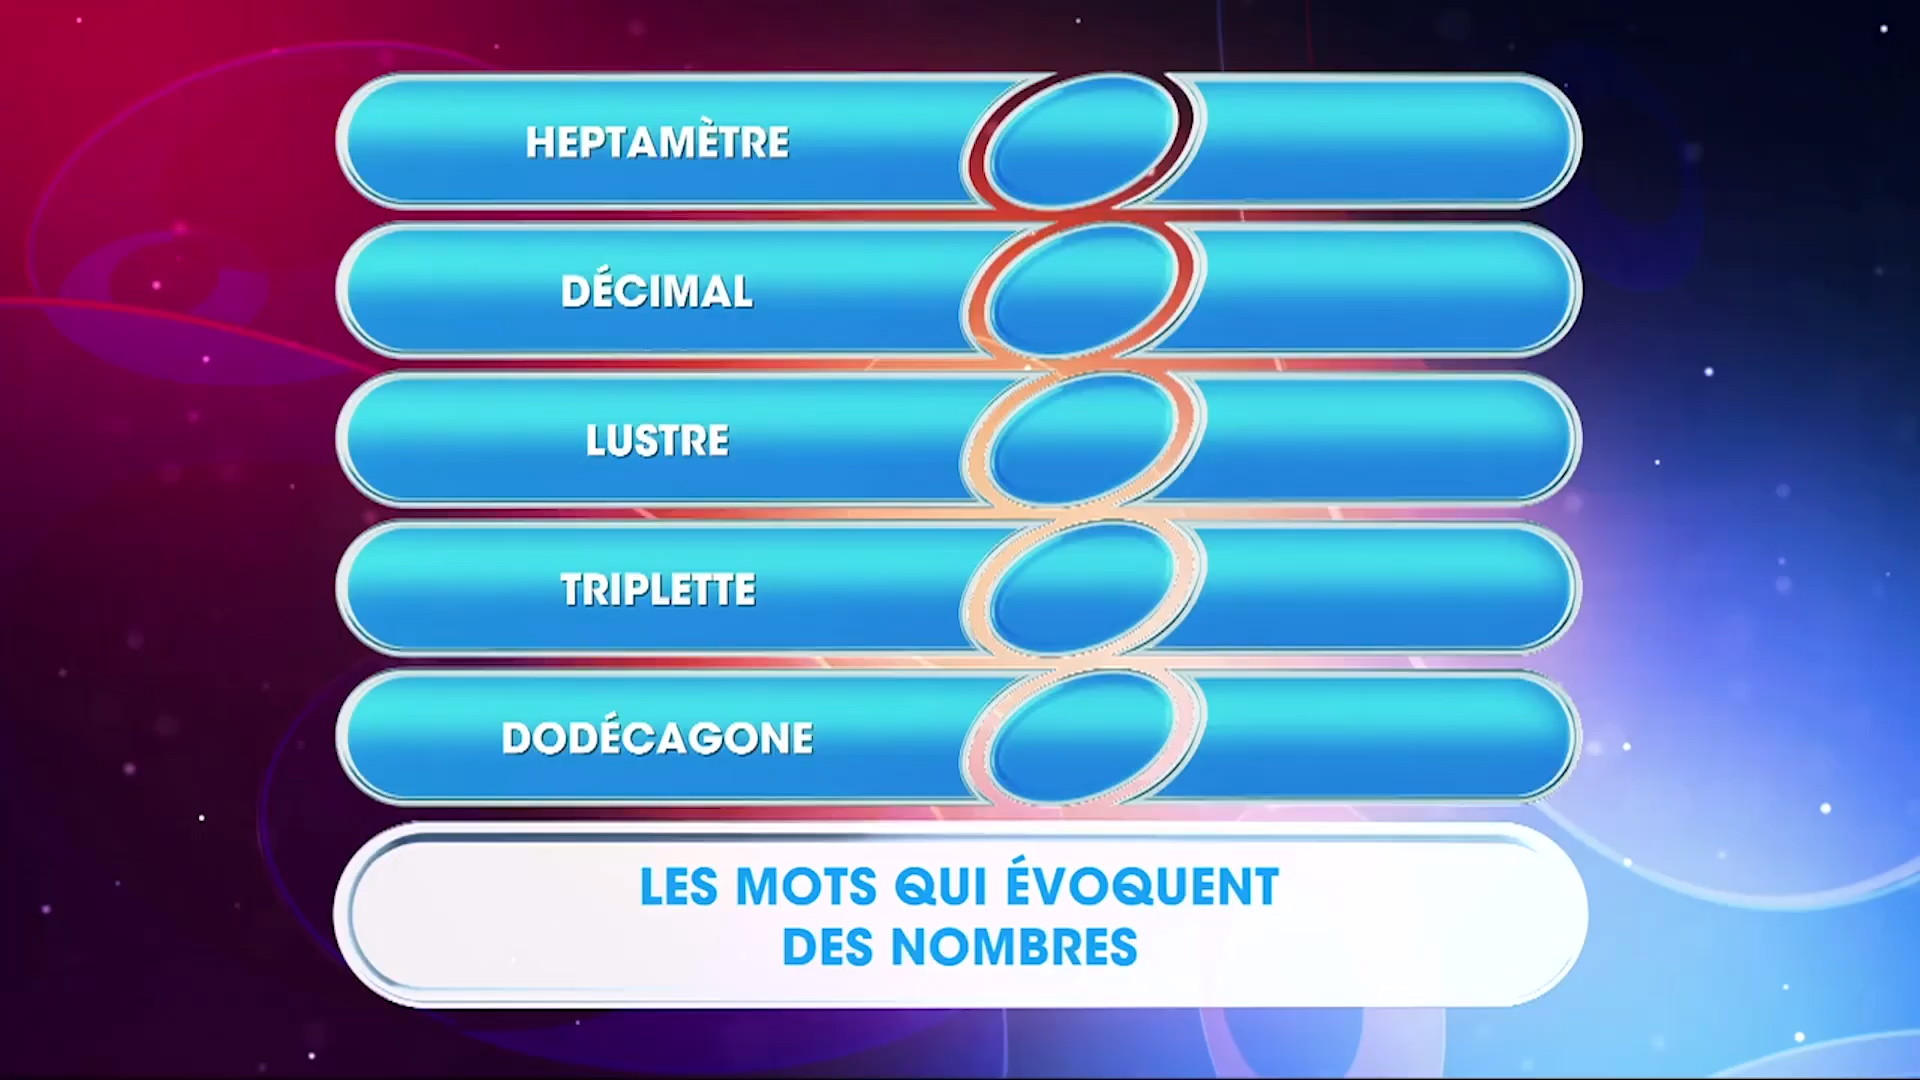 HEPTAMÈTRE
DÉCIMAL
LUSTRE
TRIPLETTE
DODÉCAGONE
LES MOTS QUI ÉVOQUENT
DES NOMBRES